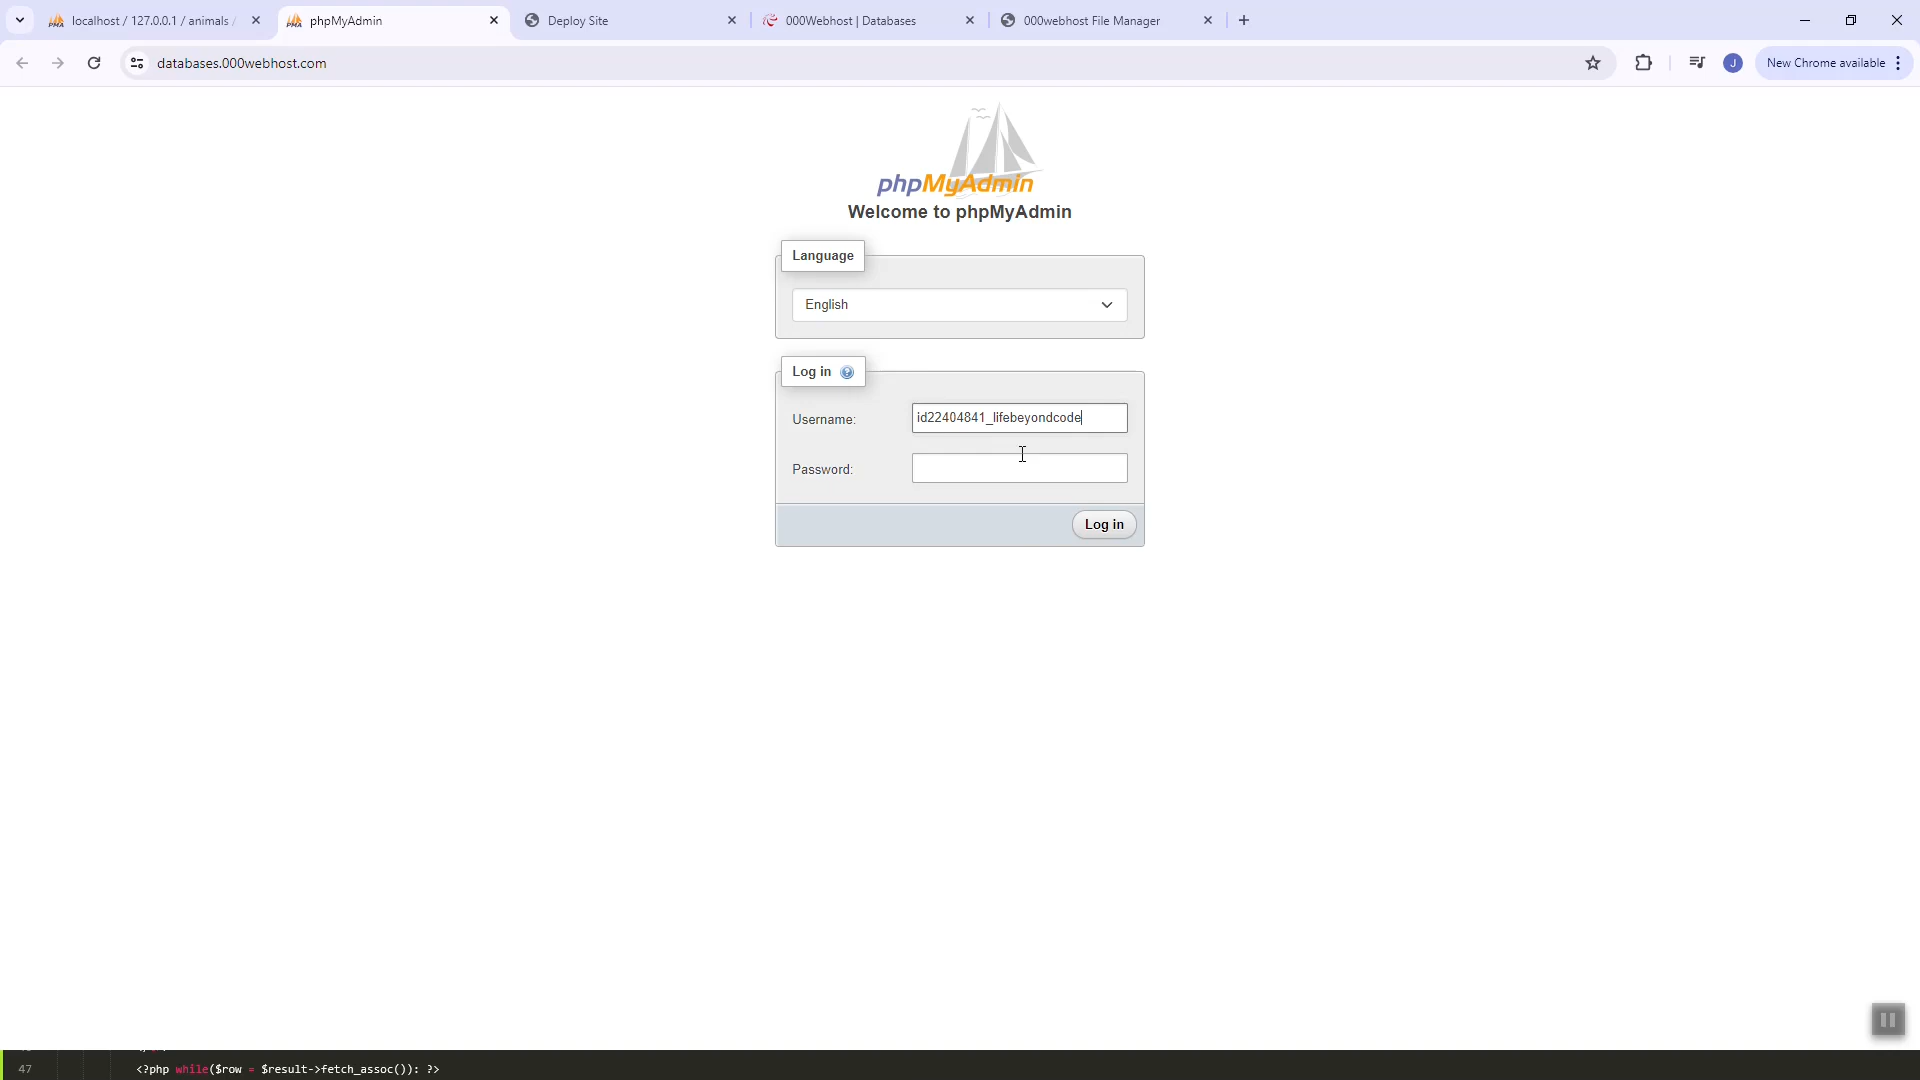 localhost / 127.0.0.1 / animals /
phpMyAdmin
Deploy Site
000Webhost | Databases
000webhost File Manager
databases.000webhost.com
J
New Chrome available
phpMyAdmin
Welcome to phpMyAdmin
Language
English
Log in
Username:
id22404841_lifebeyondcode
Password:
Log in
47 <?php while($row = $result->fetch_assoc()): ?>